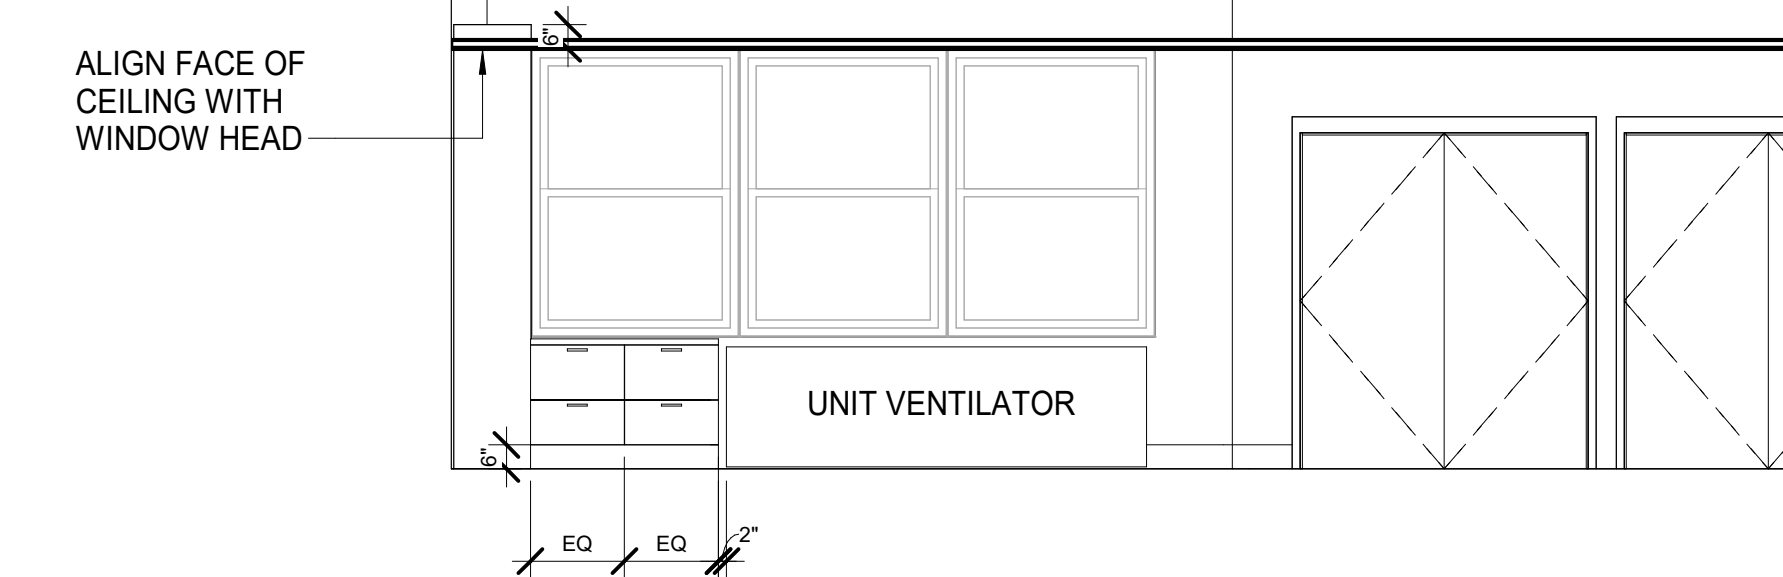 6"
ALIGN FACE OF
CEILING WITH
WINDOW HEAD
UNIT VENTILATOR
6"
EQ EQ 2"